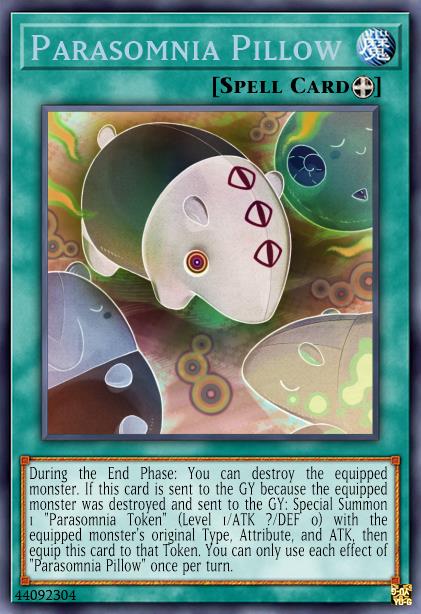 Parasomnia Pillow
[Spell Card]
During the End Phase: You can destroy the equipped
monster. If this card is sent to the GY because the equipped
monster was destroyed and sent to the GY: Special Summon
1 "Parasomnia Token" (Level 1/ATK ?/DEF 0) with the
equipped monster's original Type, Attribute, and ATK, then
equip this card to that Token. You can only use each effect of
"Parasomnia Pillow" once per turn.
44092304